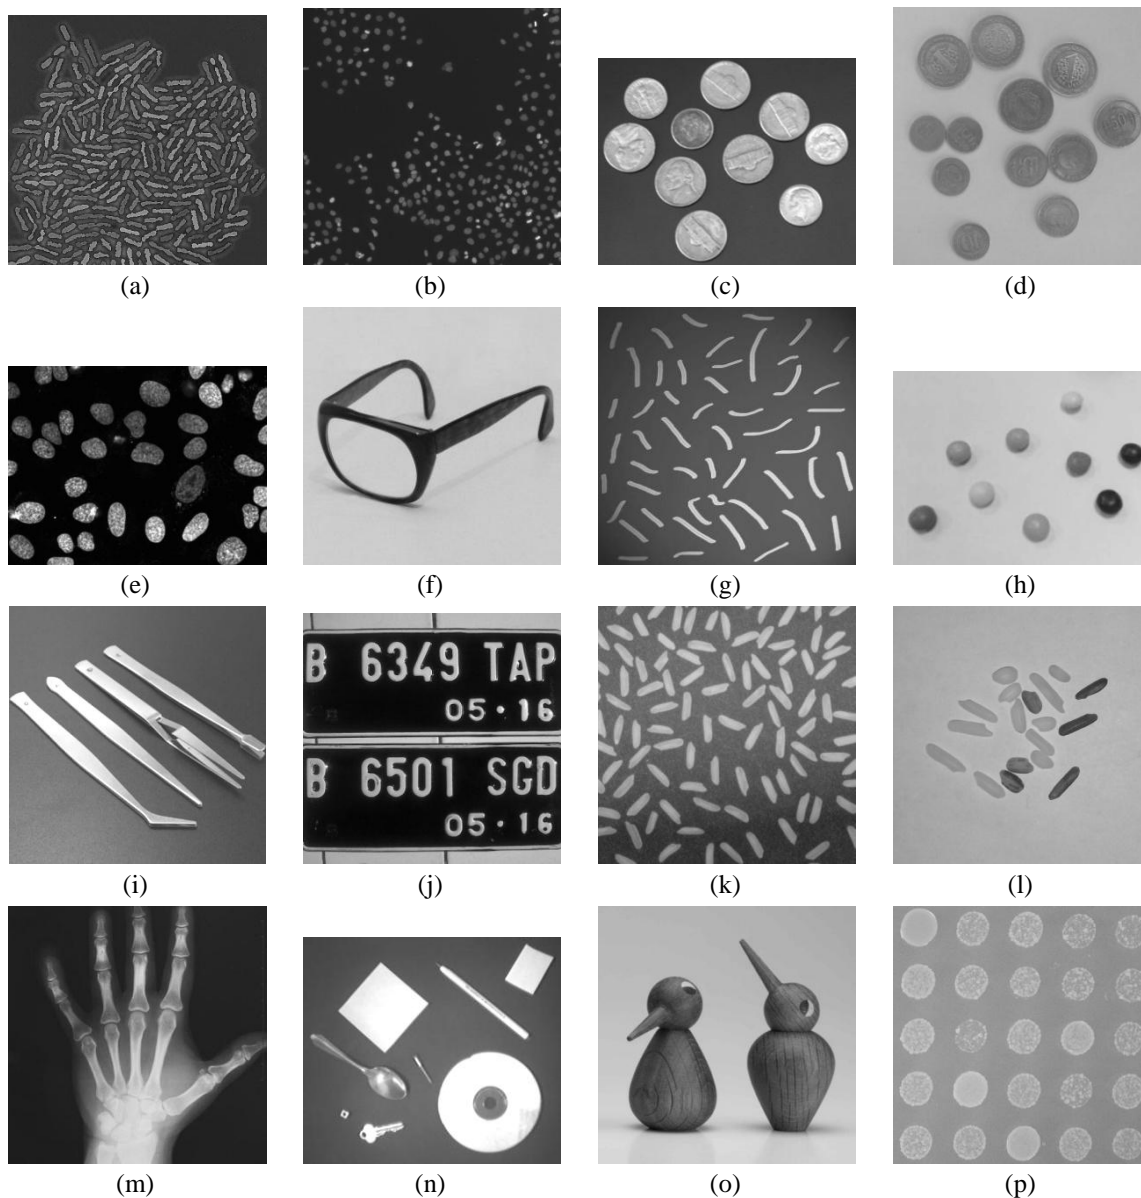 (a) (b) (c) (d)
(e) (f) (g) (h)
B 6349 TAP
05·16
B 6501 SGD
05·16
(i) (j) (k) (l)
(m) (n) (o) (p)